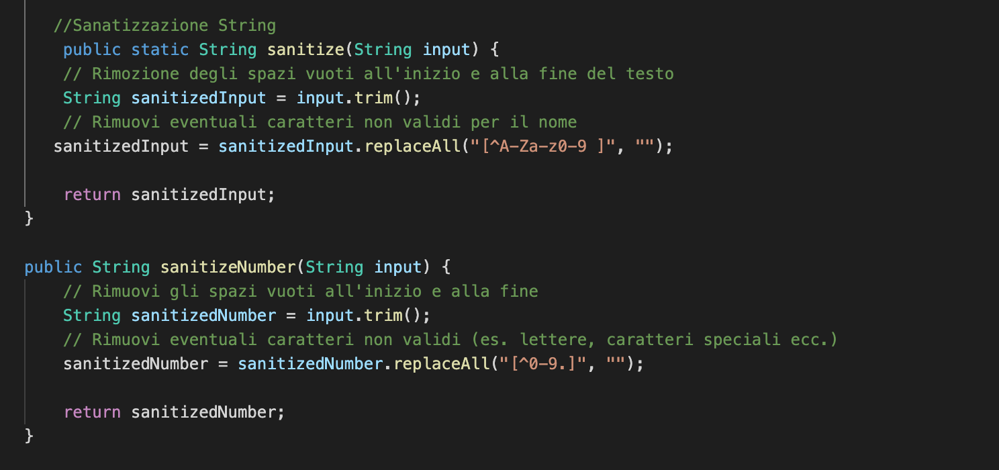 //Sanatizzazione String
public static String sanitize(String input) {
// Rimozione degli spazi vuoti all'inizio e alla fine del testo
String sanitizedInput = input.trim();
// Rimuovi eventuali caratteri non validi per il nome
sanitizedInput = sanitizedInput.replaceAll("[^A-Za-z0-9 ]", "");
return sanitizedInput;
}
public String sanitizeNumber(String input) {
// Rimuovi gli spazi vuoti all'inizio e alla fine
String sanitizedNumber = input.trim();
// Rimuovi eventuali caratteri non validi (es. lettere, caratteri speciali ecc.)
sanitizedNumber = sanitizedNumber.replaceAll("[^0-9.]", "");
return sanitizedNumber;
}